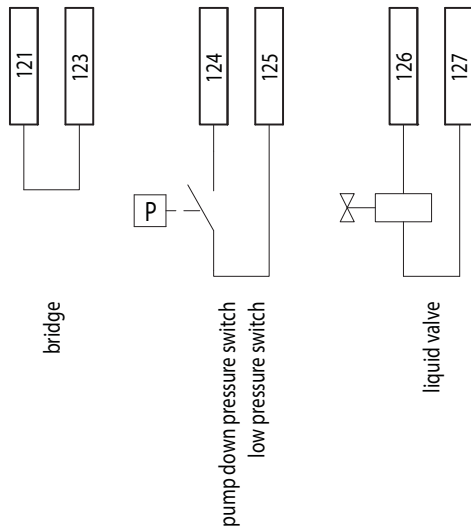 121
123
124
125
126
127
P
bridge
pump down pressure switch
low pressure switch
liquid valve